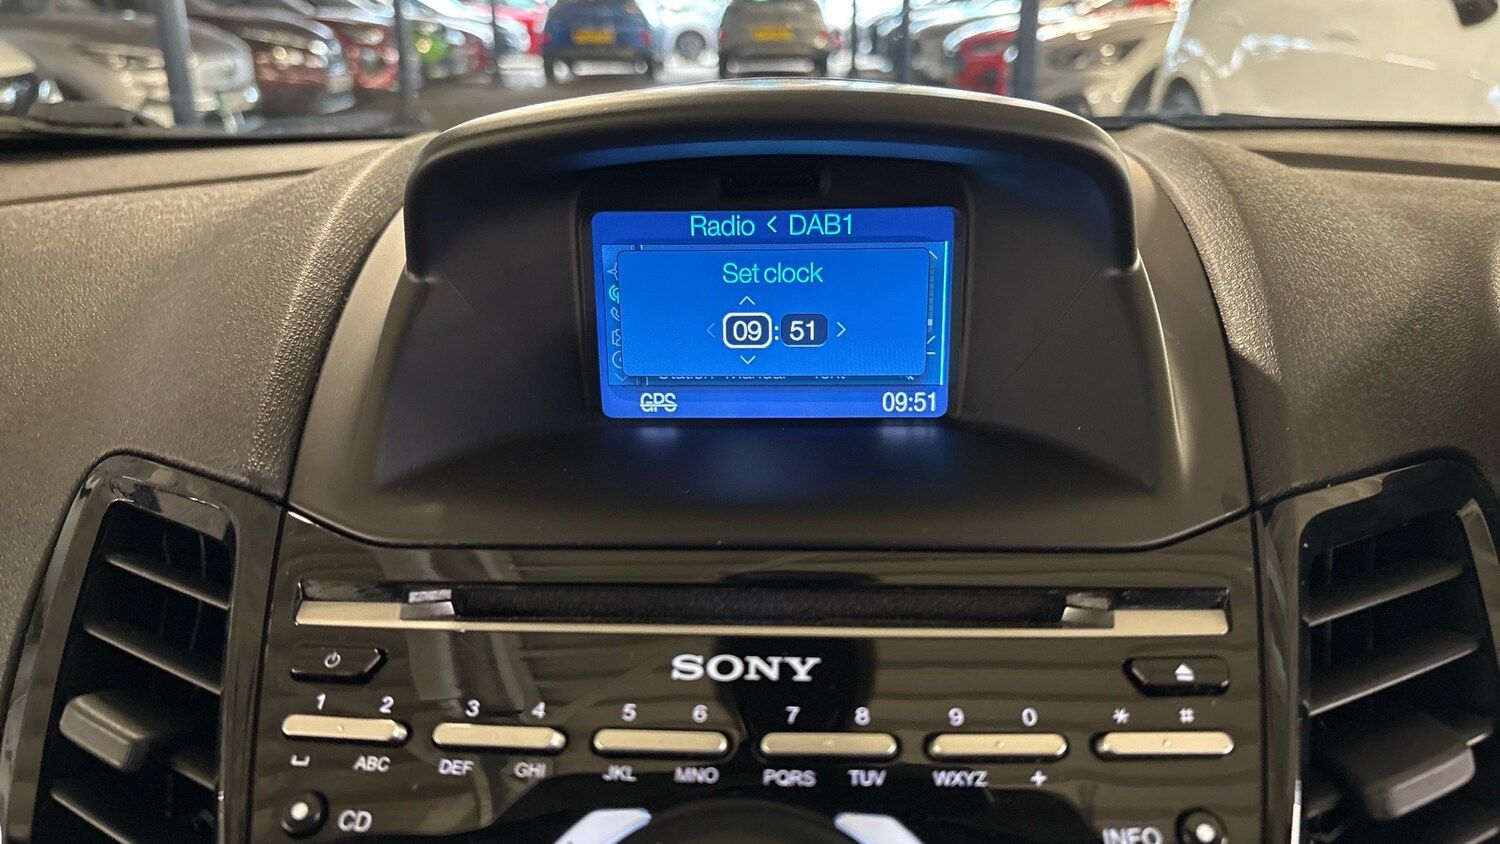 Radio < DAB1
Set clock
09:51
GPS 09:51
SONY
1 2 3 4 5 6 7 8 9 0 * #
ABC DEF GHI JKL MNO PQRS TUV WXYZ +
CD INFO